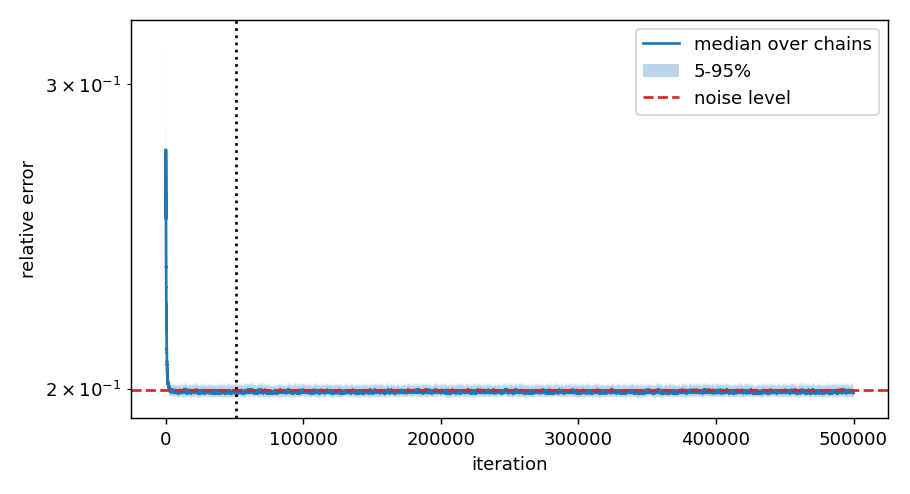 median over chains
5-95%
noise level
3 × 10⁻¹
2 × 10⁻¹
relative error
0 100000 200000 300000 400000 500000
iteration